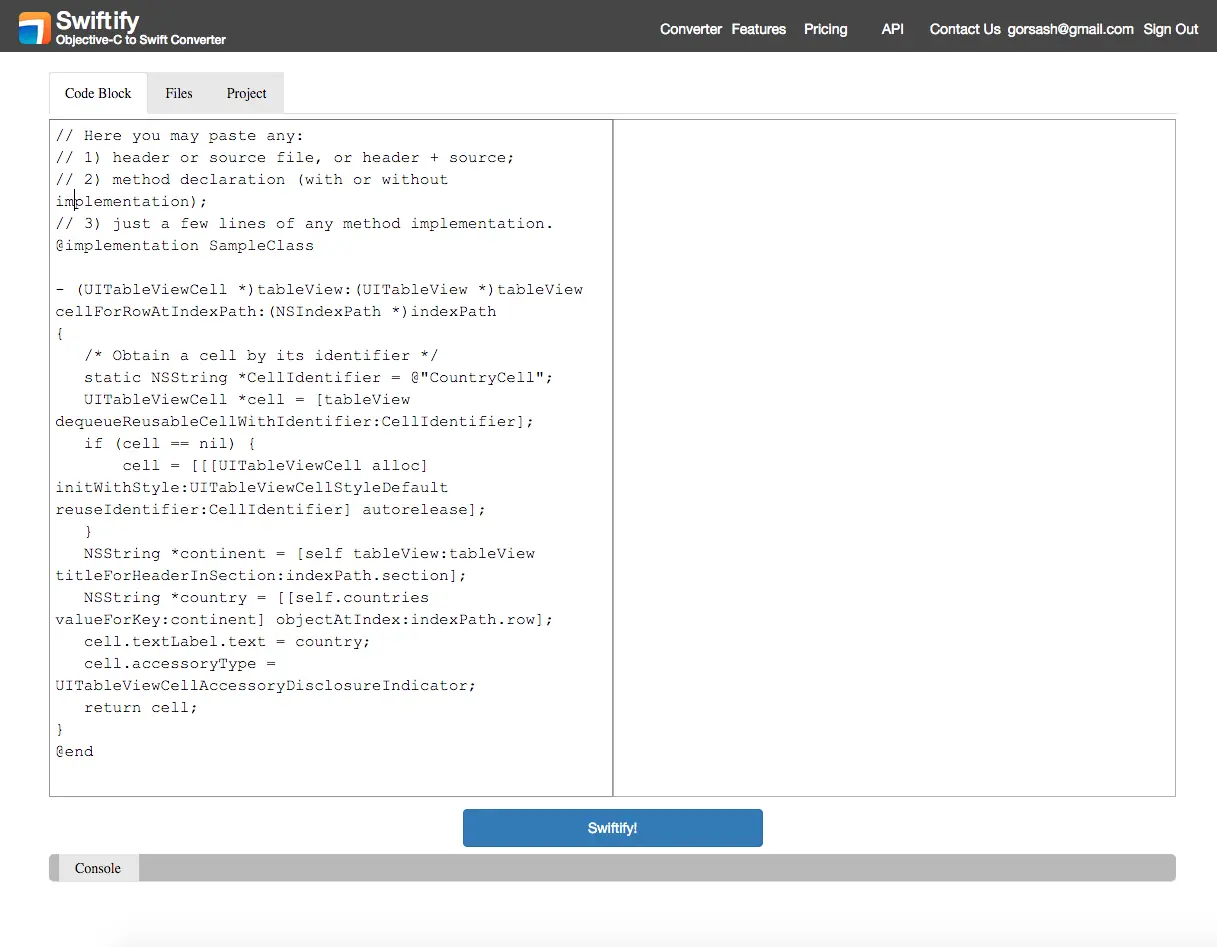 Swiftify
Objective-C to Swift Converter
Converter Features Pricing API Contact Us gorsash@gmail.com Sign Out
Code Block Files Project
// Here you may paste any:
// 1) header or source file, or header + source;
// 2) method declaration (with or without
implementation);
// 3) just a few lines of any method implementation.
@implementation SampleClass
- (UITableViewCell *)tableView:(UITableView *)tableView
cellForRowAtIndexPath:(NSIndexPath *)indexPath
{
/* Obtain a cell by its identifier */
static NSString *CellIdentifier = @"CountryCell";
UITableViewCell *cell = [tableView
dequeueReusableCellWithIdentifier:CellIdentifier];
if (cell == nil) {
cell = [[[UITableViewCell alloc]
initWithStyle:UITableViewCellStyleDefault
reuseIdentifier:CellIdentifier] autorelease];
}
NSString *continent = [self tableView:tableView
titleForHeaderInSection:indexPath.section];
NSString *country = [[self.countries
valueForKey:continent] objectAtIndex:indexPath.row];
cell.textLabel.text = country;
cell.accessoryType =
UITableViewCellAccessoryDisclosureIndicator;
return cell;
}
@end
Swiftify!
Console